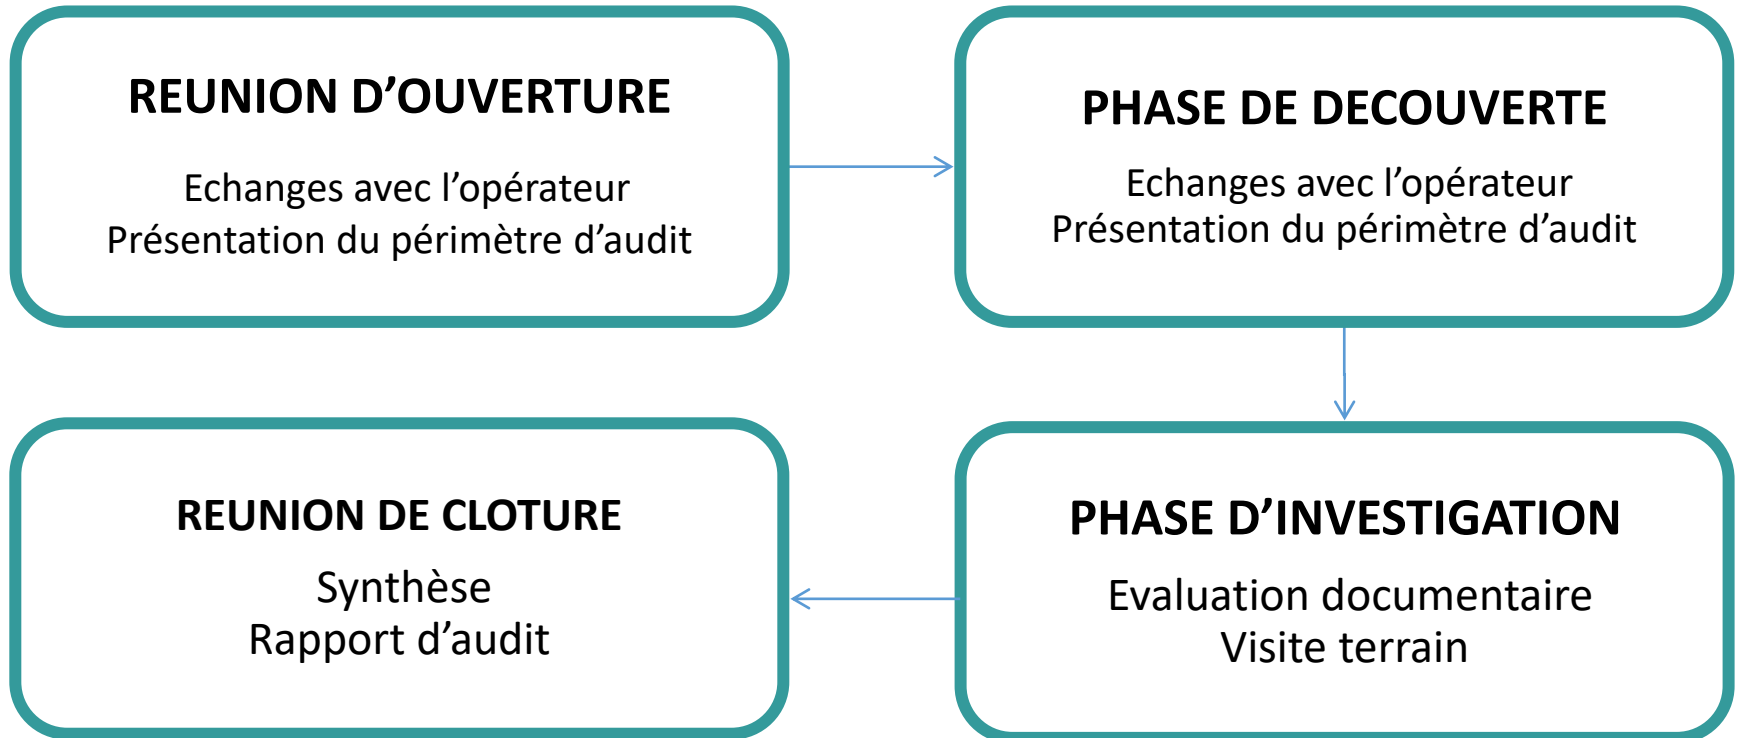 REUNION D’OUVERTURE
Echanges avec l’opérateur
Présentation du périmètre d’audit
PHASE DE DECOUVERTE
Echanges avec l’opérateur
Présentation du périmètre d’audit
PHASE D’INVESTIGATION
Evaluation documentaire
Visite terrain
REUNION DE CLOTURE
Synthèse
Rapport d’audit